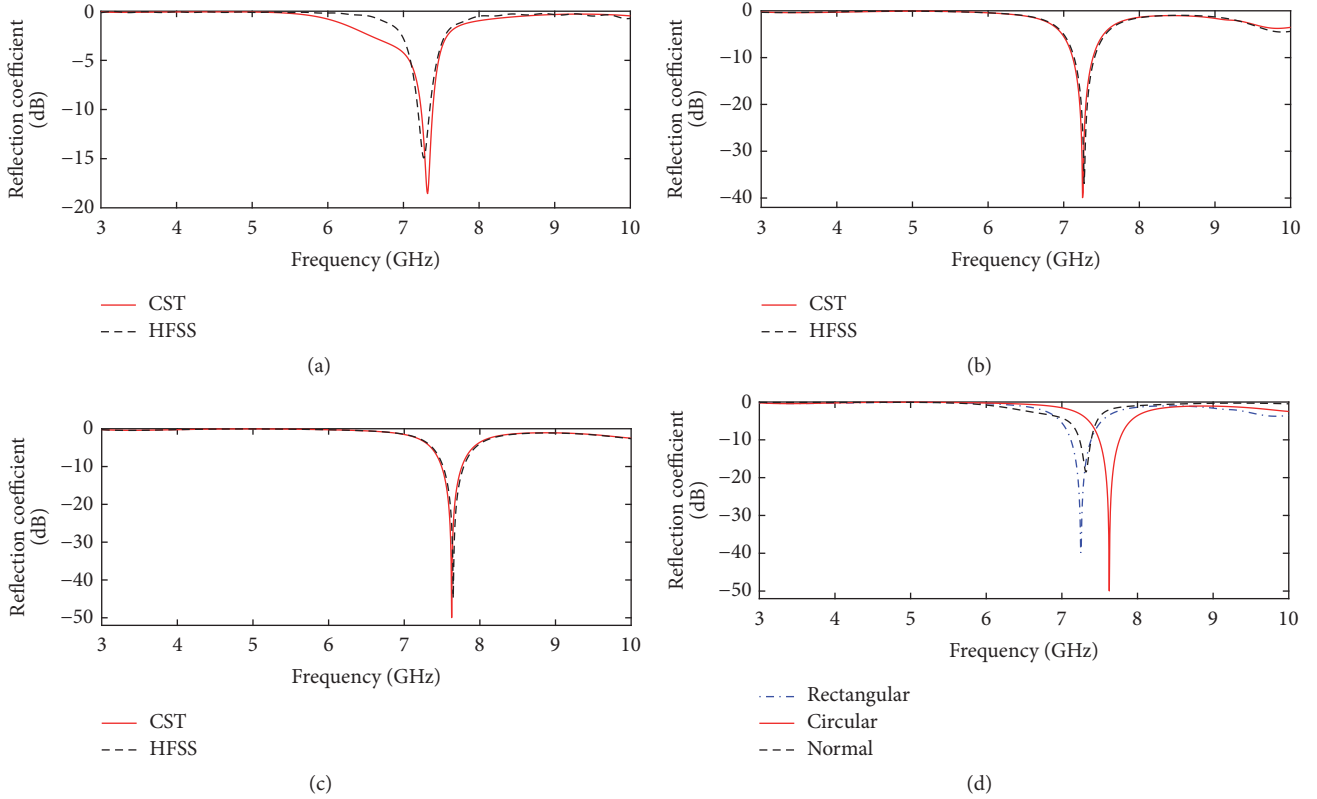 Reflection coefficient
(dB)
0
−5
−10
−15
−20
3 4 5 6 7 8 9 10
Frequency (GHz)
CST
HFSS
(a)
Reflection coefficient
(dB)
0
−10
−20
−30
−40
3 4 5 6 7 8 9 10
Frequency (GHz)
CST
HFSS
(b)
Reflection coefficient
(dB)
0
−10
−20
−30
−40
−50
3 4 5 6 7 8 9 10
Frequency (GHz)
CST
HFSS
(c)
Reflection coefficient
(dB)
0
−10
−20
−30
−40
−50
3 4 5 6 7 8 9 10
Frequency (GHz)
Rectangular
Circular
Normal
(d)